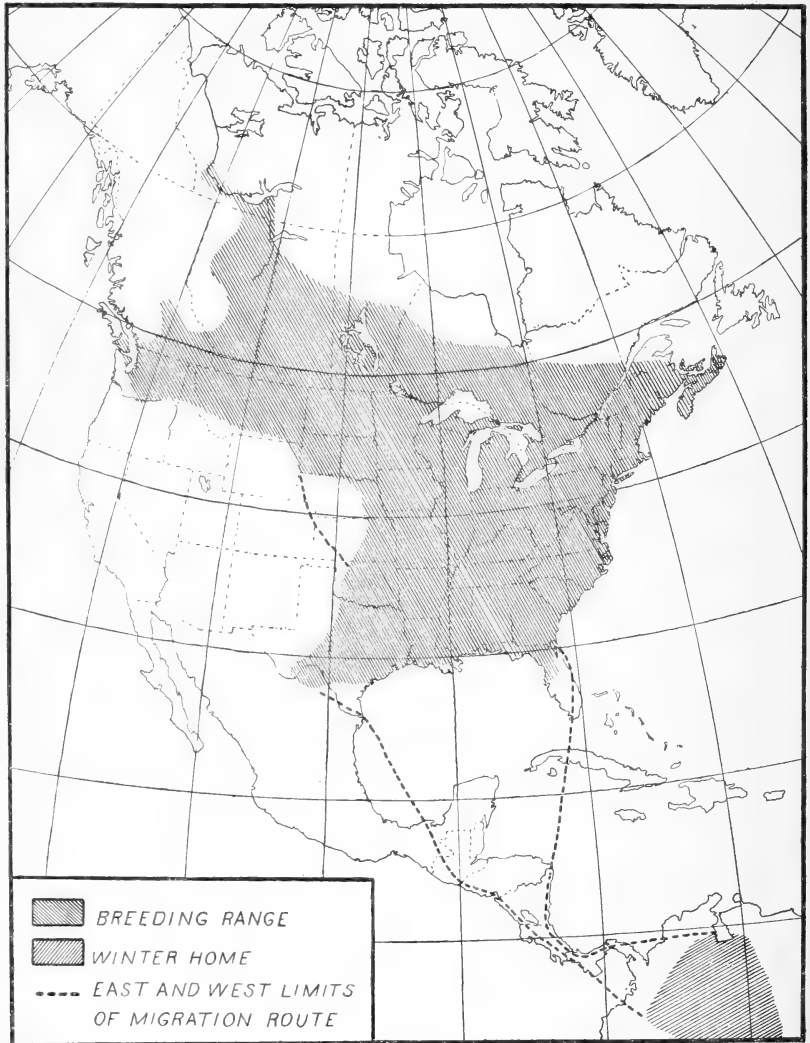 BREEDING RANGE
WINTER HOME
EAST AND WEST LIMITS
OF MIGRATION ROUTE